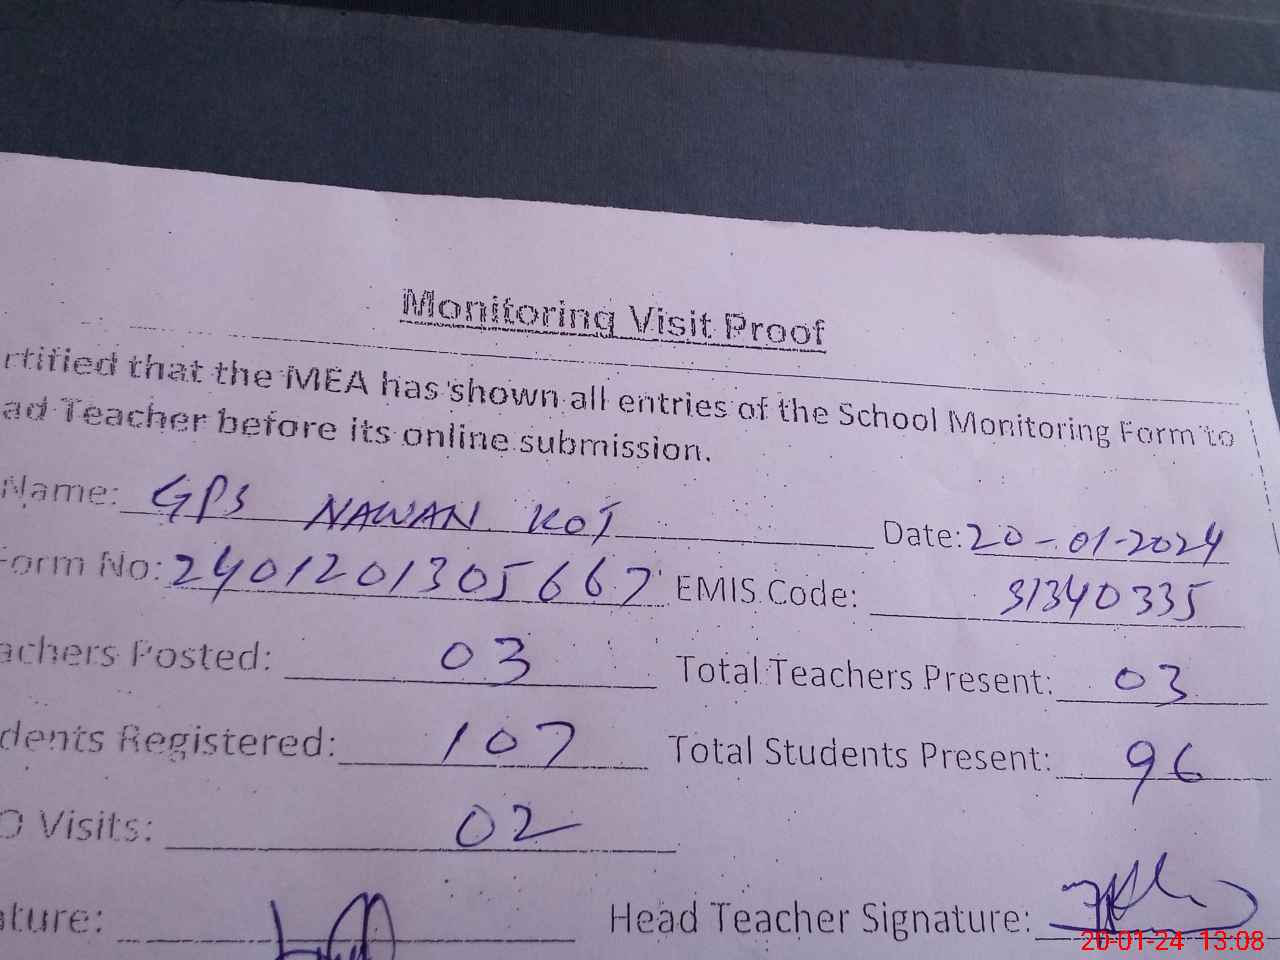 Monitoring Visit Proof
rtified that the MEA has shown all entries of the School Monitoring Form to
ad Teacher before its online submission.
Name: GPS NAWAN KOT Date: 20-01-2024
orm No: 2401201305667 EMIS Code: 31340335
achers Posted: 03 Total Teachers Present: 03
dents Registered: 107 Total Students Present: 96
O Visits: 02
ature: Head Teacher Signature:
20-01-24 13:08